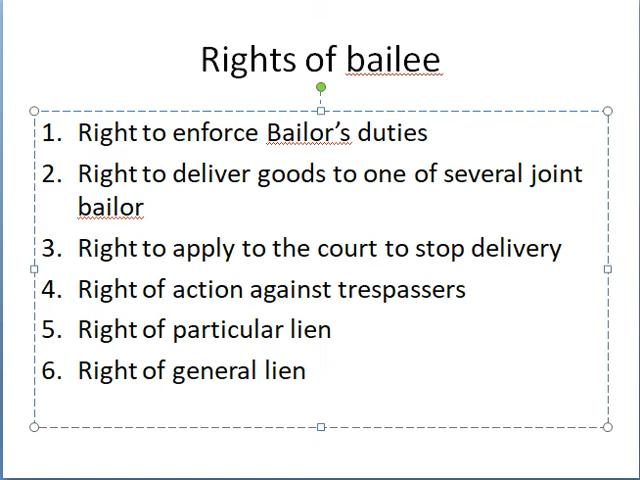 Rights of bailee
1. Right to enforce Bailor’s duties
2. Right to deliver goods to one of several joint
bailor
3. Right to apply to the court to stop delivery
4. Right of action against trespassers
5. Right of particular lien
6. Right of general lien